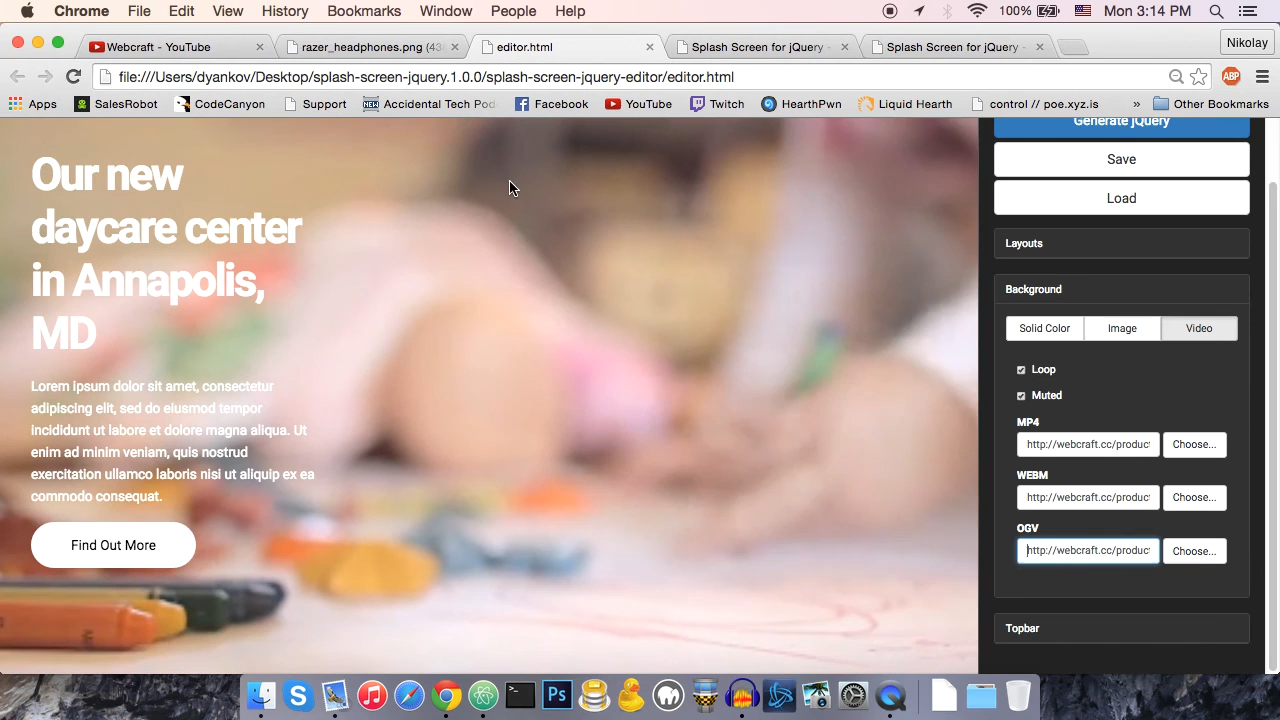 Chrome File Edit View History Bookmarks Window People Help 100% Mon 3:14 PM
Webcraft - YouTube razer_headphones.png (43 editor.html Splash Screen for jQuery - Splash Screen for jQuery - Nikolay
file:///Users/dyankov/Desktop/splash-screen-jquery.1.0.0/splash-screen-jquery-editor/editor.html ABP
Apps SalesRobot CodeCanyon Support NEW Accidental Tech Pod Facebook YouTube Twitch HearthPwn Liquid Hearth control // poe.xyz.is » Other Bookmarks
Our new
daycare center
in Annapolis,
MD
Lorem ipsum dolor sit amet, consectetur
adipiscing elit, sed do eiusmod tempor
incididunt ut labore et dolore magna aliqua. Ut
enim ad minim veniam, quis nostrud
exercitation ullamco laboris nisi ut aliquip ex ea
commodo consequat.
Find Out More
Generate jQuery
Save
Load
Layouts
Background
Solid Color Image Video
Loop
Muted
MP4
http://webcraft.cc/product Choose...
WEBM
http://webcraft.cc/product Choose...
OGV
http://webcraft.cc/product Choose...
Topbar
Ps